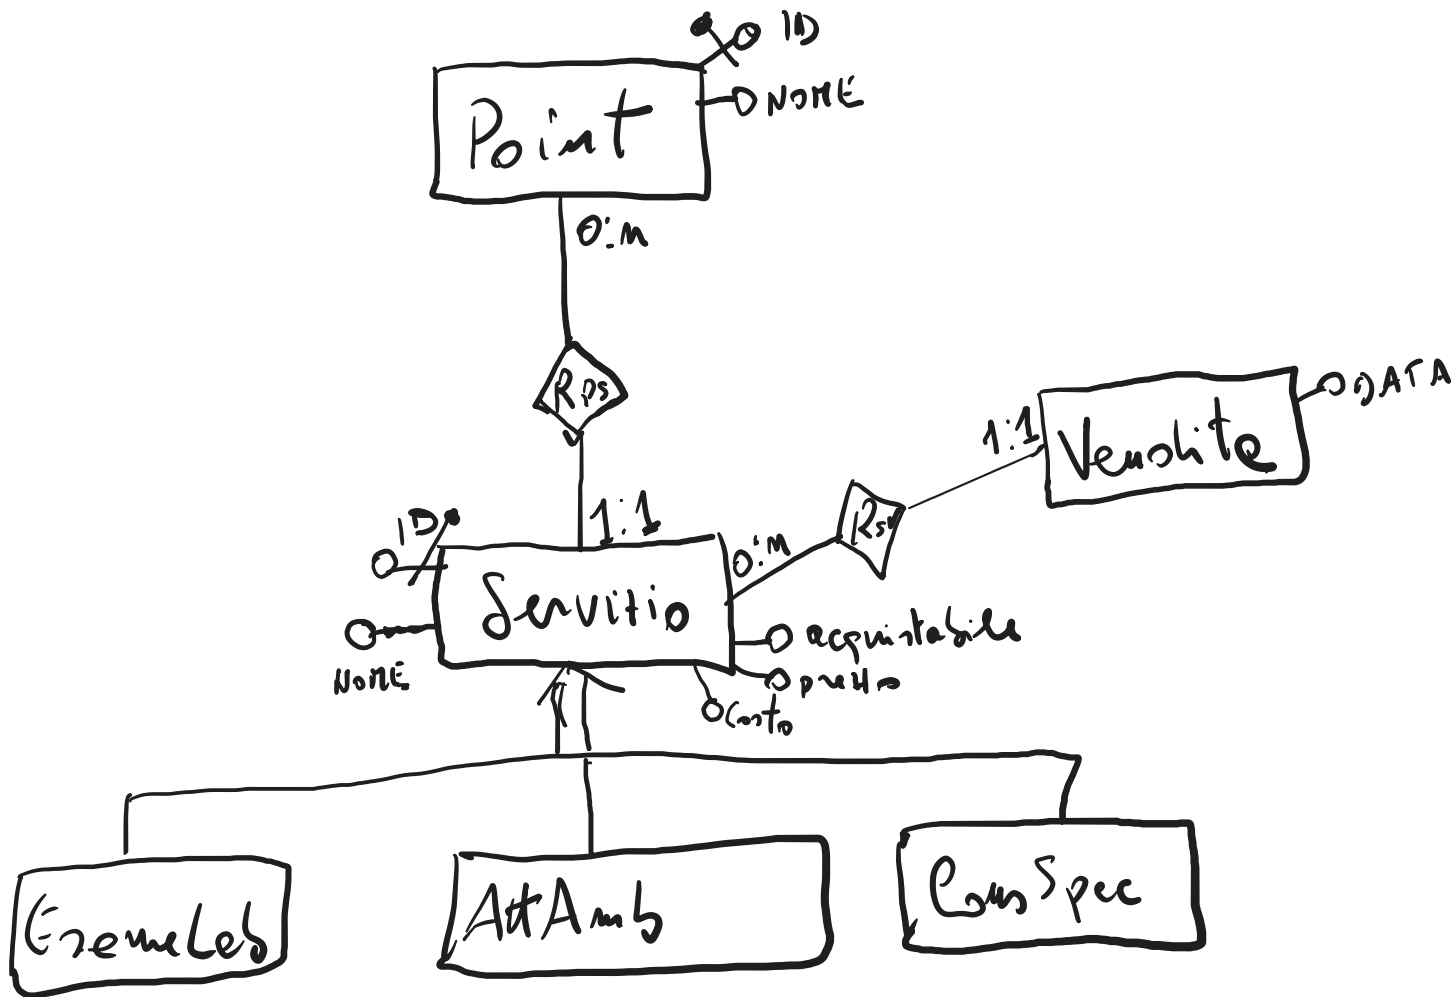 ID
NOME
Point
0:n
Rps
DATA
1:1
Vendite
ID
1:1
Rsv
0:n
Servizio
acquistabile
NOME
prezzo
Costo
EsameLab
AttAmb
ConsSpec